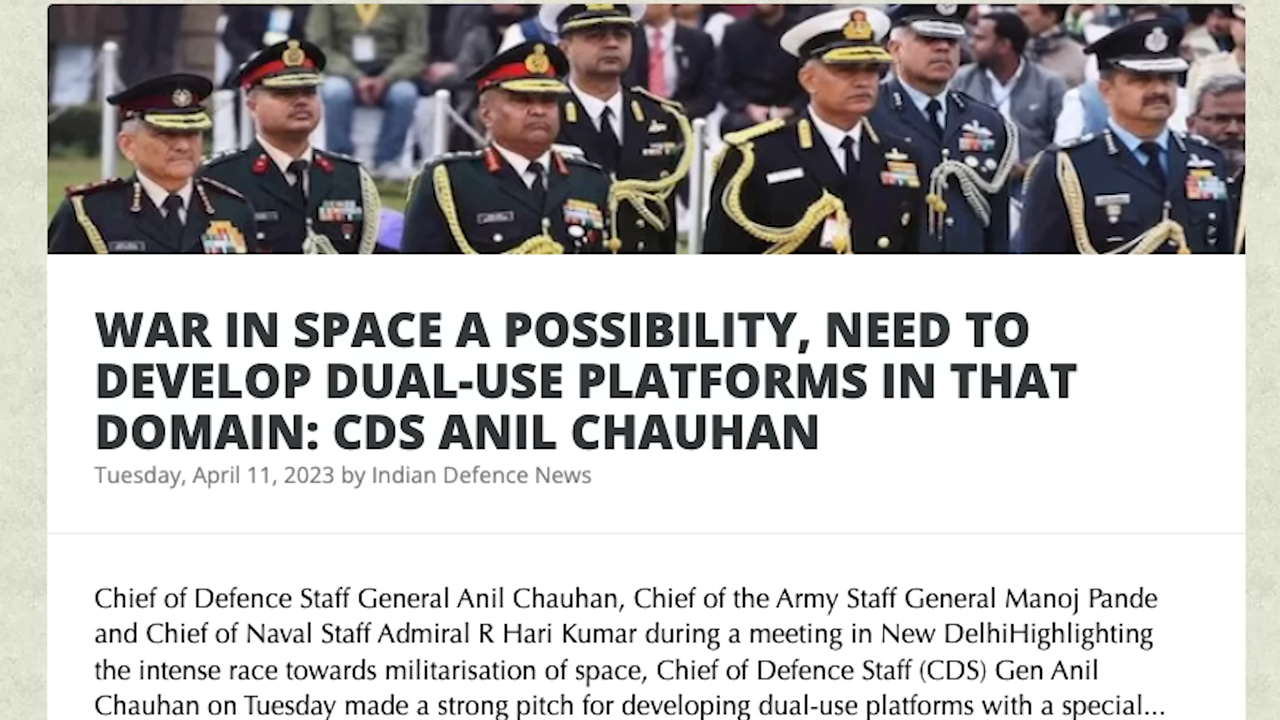 WAR IN SPACE A POSSIBILITY, NEED TO
DEVELOP DUAL-USE PLATFORMS IN THAT
DOMAIN: CDS ANIL CHAUHAN
Tuesday, April 11, 2023 by Indian Defence News
Chief of Defence Staff General Anil Chauhan, Chief of the Army Staff General Manoj Pande
and Chief of Naval Staff Admiral R Hari Kumar during a meeting in New DelhiHighlighting
the intense race towards militarisation of space, Chief of Defence Staff (CDS) Gen Anil
Chauhan on Tuesday made a strong pitch for developing dual-use platforms with a special...